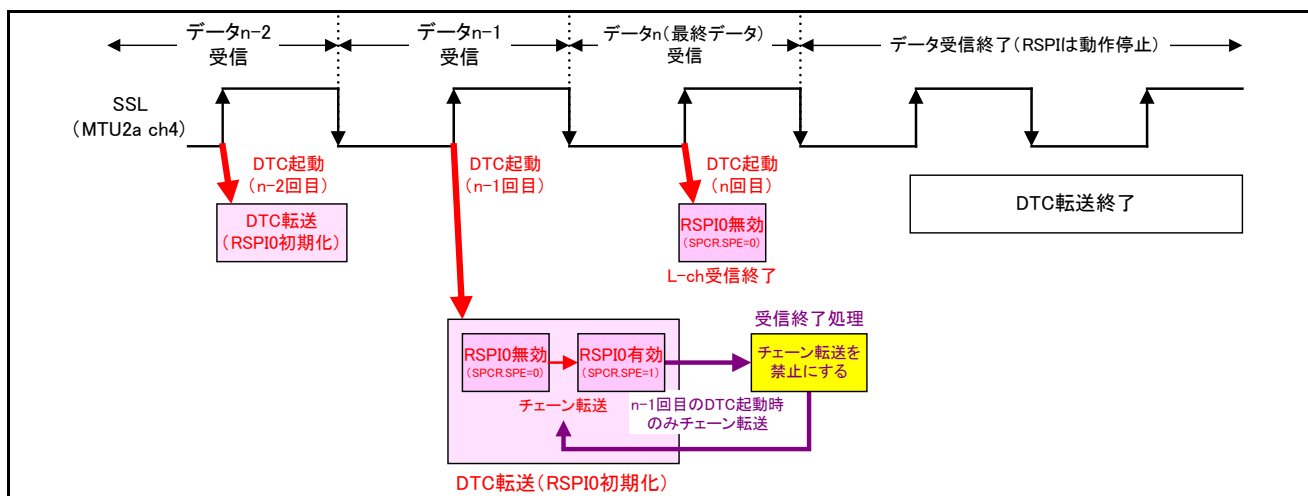 データn-2
受信
データn-1
受信
データn(最終データ)
受信
データ受信終了(RSPIは動作停止)
SSL
(MTU2a ch4)
DTC起動
(n-2回目)
DTC起動
(n-1回目)
DTC起動
(n回目)
DTC転送
(RSPI0初期化)
RSPI0無効
(SPCR.SPE=0)
L-ch受信終了
DTC転送終了
受信終了処理
RSPI0無効
(SPCR.SPE=0)
RSPI0有効
(SPCR.SPE=1)
チェーン転送を
禁止にする
チェーン転送
n-1回目のDTC起動時
のみチェーン転送
DTC転送(RSPI0初期化)